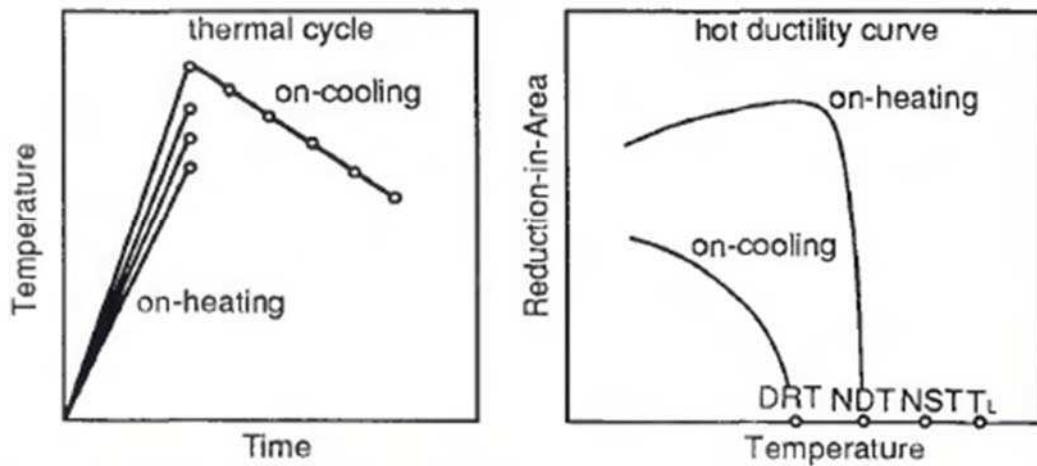 thermal cycle
on-cooling
on-heating
Temperature
Time
hot ductility curve
on-heating
on-cooling
DRT NDT NST TL
Reduction-in-Area
Temperature